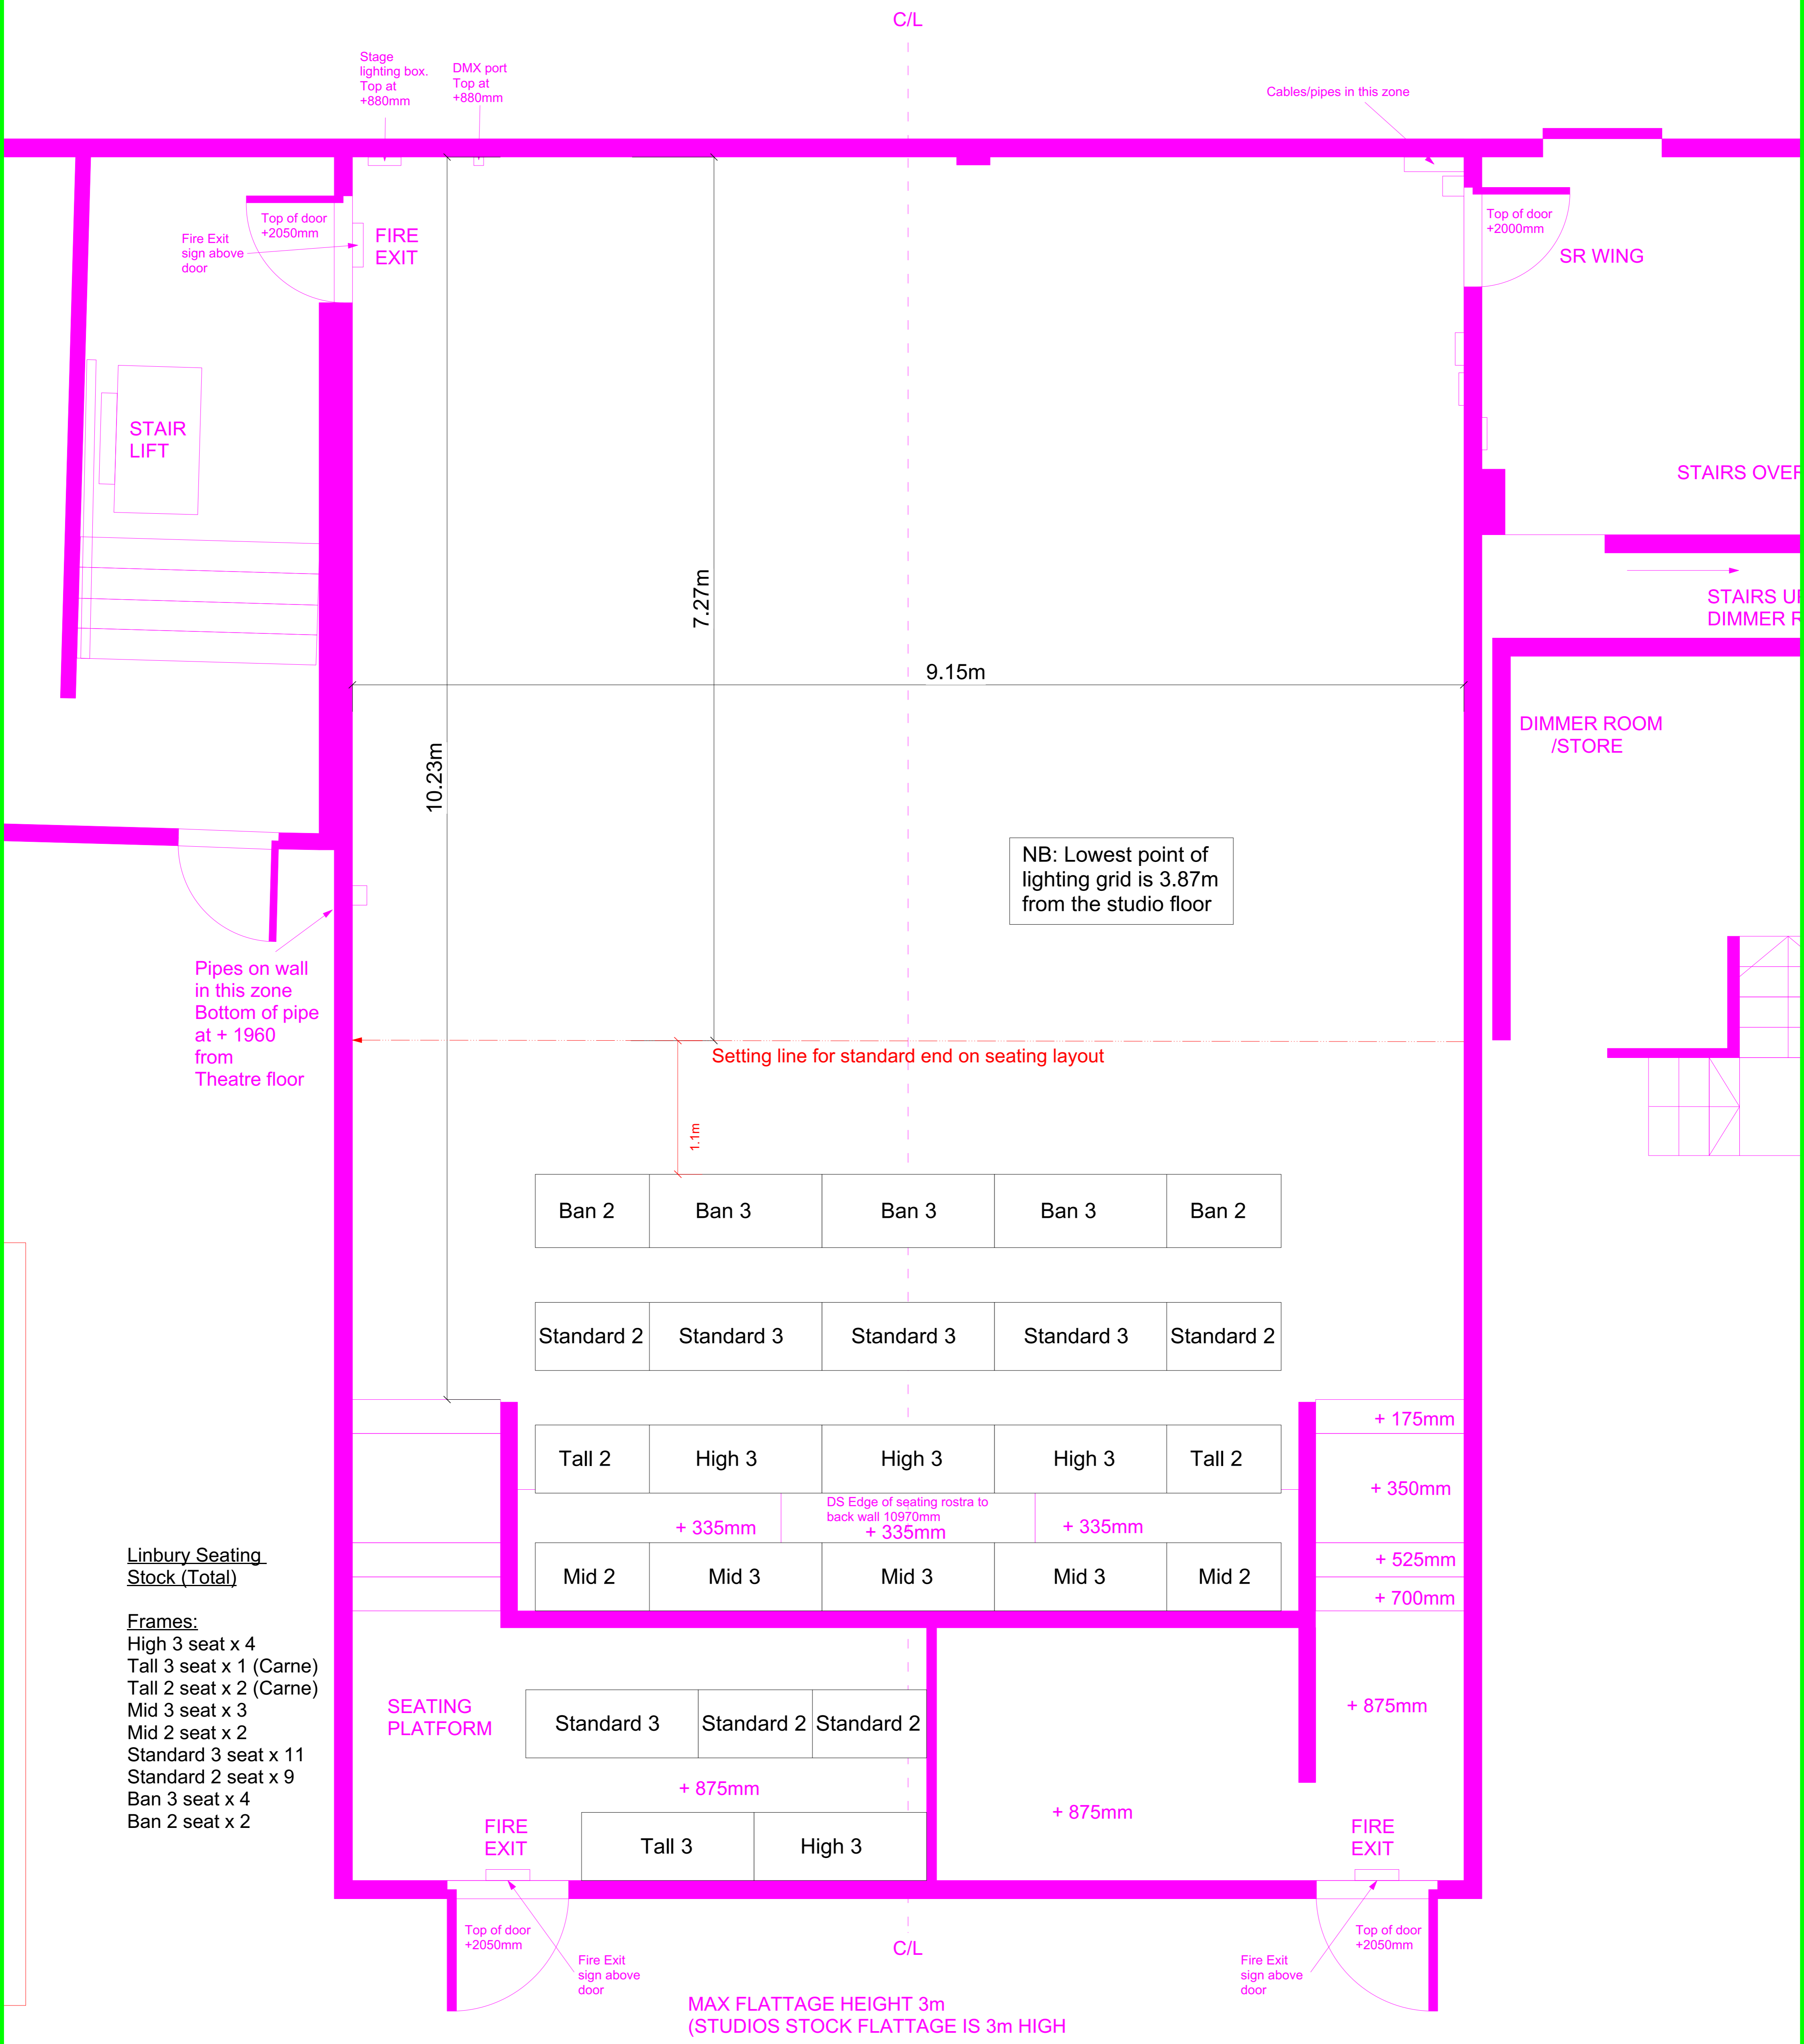 C/L
Stage
lighting box.
Top at
+880mm
DMX port
Top at
+880mm
Cables/pipes in this zone
Top of door
+2050mm
Fire Exit
sign above
door
FIRE
EXIT
Top of door
+2000mm
SR WING
STAIR
LIFT
STAIRS OVER
7.27m
STAIRS UP
DIMMER R
9.15m
10.23m
DIMMER ROOM
/STORE
NB: Lowest point of
lighting grid is 3.87m
from the studio floor
Pipes on wall
in this zone
Bottom of pipe
at + 1960
from
Theatre floor
Setting line for standard end on seating layout
1.1m
Ban 2
Ban 3
Ban 3
Ban 3
Ban 2
Standard 2
Standard 3
Standard 3
Standard 3
Standard 2
+ 175mm
Tall 2
High 3
High 3
High 3
Tall 2
+ 350mm
DS Edge of seating rostra to
back wall 10970mm
+ 335mm
+ 335mm
+ 335mm
+ 525mm
Mid 2
Mid 3
Mid 3
Mid 3
Mid 2
+ 700mm
Linbury Seating
Stock (Total)
Frames:
High 3 seat x 4
Tall 3 seat x 1 (Carne)
Tall 2 seat x 2 (Carne)
Mid 3 seat x 3
Mid 2 seat x 2
Standard 3 seat x 11
Standard 2 seat x 9
Ban 3 seat x 4
Ban 2 seat x 2
SEATING
PLATFORM
Standard 3
Standard 2
Standard 2
+ 875mm
+ 875mm
+ 875mm
FIRE
EXIT
Tall 3
High 3
FIRE
EXIT
Top of door
+2050mm
Fire Exit
sign above
door
C/L
Top of door
+2050mm
Fire Exit
sign above
door
MAX FLATTAGE HEIGHT 3m
(STUDIOS STOCK FLATTAGE IS 3m HIGH